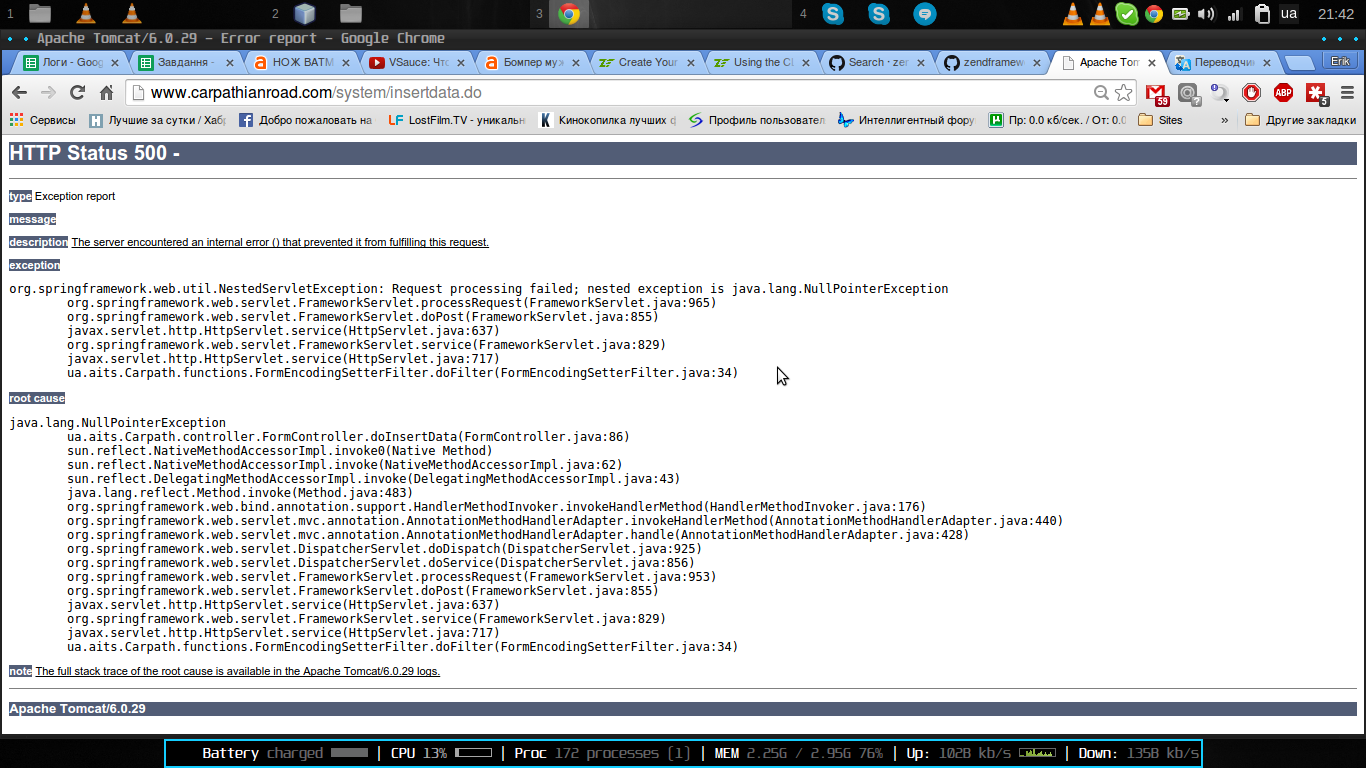 1 2 3 4 ua 21:42
Apache Tomcat/6.0.29 - Error report - Google Chrome
Логи - Goog Завдання - НОЖ BATM VSauce: Что Бомпер муж Create Your Using the CL Search · zen zendframew Apache Tom Переводчик Erik
www.carpathianroad.com/system/insertdata.do 59 ? ABP 5
Сервисы Лучшие за сутки / Хаб Добро пожаловать на LostFilm.TV - уникальн Кинокопилка лучших ф Профиль пользовател Интеллигентный фору Пр: 0.0 кб/сек. / От: 0.0 Sites » Другие закладки
HTTP Status 500 -
type Exception report
message
description The server encountered an internal error () that prevented it from fulfilling this request.
exception
org.springframework.web.util.NestedServletException: Request processing failed; nested exception is java.lang.NullPointerException
org.springframework.web.servlet.FrameworkServlet.processRequest(FrameworkServlet.java:965)
org.springframework.web.servlet.FrameworkServlet.doPost(FrameworkServlet.java:855)
javax.servlet.http.HttpServlet.service(HttpServlet.java:637)
org.springframework.web.servlet.FrameworkServlet.service(FrameworkServlet.java:829)
javax.servlet.http.HttpServlet.service(HttpServlet.java:717)
ua.aits.Carpath.functions.FormEncodingSetterFilter.doFilter(FormEncodingSetterFilter.java:34)
root cause
java.lang.NullPointerException
ua.aits.Carpath.controller.FormController.doInsertData(FormController.java:86)
sun.reflect.NativeMethodAccessorImpl.invoke0(Native Method)
sun.reflect.NativeMethodAccessorImpl.invoke(NativeMethodAccessorImpl.java:62)
sun.reflect.DelegatingMethodAccessorImpl.invoke(DelegatingMethodAccessorImpl.java:43)
java.lang.reflect.Method.invoke(Method.java:483)
org.springframework.web.bind.annotation.support.HandlerMethodInvoker.invokeHandlerMethod(HandlerMethodInvoker.java:176)
org.springframework.web.servlet.mvc.annotation.AnnotationMethodHandlerAdapter.invokeHandlerMethod(AnnotationMethodHandlerAdapter.java:440)
org.springframework.web.servlet.mvc.annotation.AnnotationMethodHandlerAdapter.handle(AnnotationMethodHandlerAdapter.java:428)
org.springframework.web.servlet.DispatcherServlet.doDispatch(DispatcherServlet.java:925)
org.springframework.web.servlet.DispatcherServlet.doService(DispatcherServlet.java:856)
org.springframework.web.servlet.FrameworkServlet.processRequest(FrameworkServlet.java:953)
org.springframework.web.servlet.FrameworkServlet.doPost(FrameworkServlet.java:855)
javax.servlet.http.HttpServlet.service(HttpServlet.java:637)
org.springframework.web.servlet.FrameworkServlet.service(FrameworkServlet.java:829)
javax.servlet.http.HttpServlet.service(HttpServlet.java:717)
ua.aits.Carpath.functions.FormEncodingSetterFilter.doFilter(FormEncodingSetterFilter.java:34)
note The full stack trace of the root cause is available in the Apache Tomcat/6.0.29 logs.
Apache Tomcat/6.0.29
Battery charged | CPU 13% | Proc 172 processes (1) | MEM 2.25G / 2.95G 76% | Up: 102B kb/s | Down: 135B kb/s